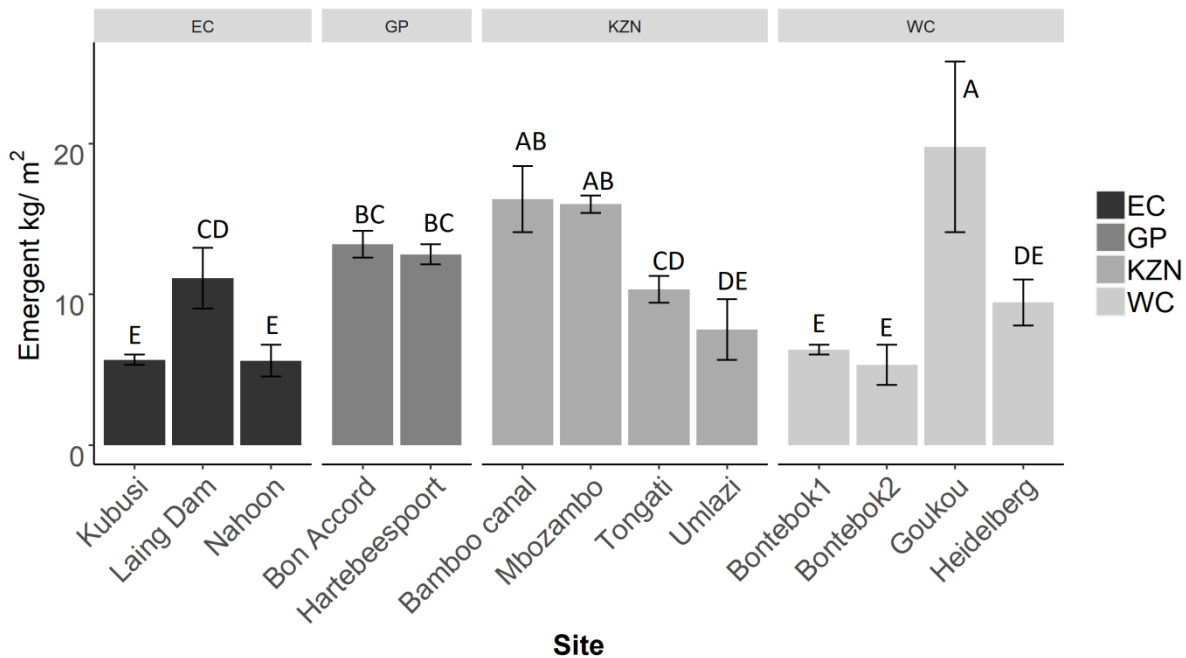 EC GP KZN WC
Emergent kg/ m²
20
10
0
E CD E BC BC AB AB CD DE E E A DE
Kubusi
Laing Dam
Nahoon
Bon Accord
Hartebeespoort
Bamboo canal
Mbozambo
Tongati
Umlazi
Bontebok1
Bontebok2
Goukou
Heidelberg
Site
EC
GP
KZN
WC